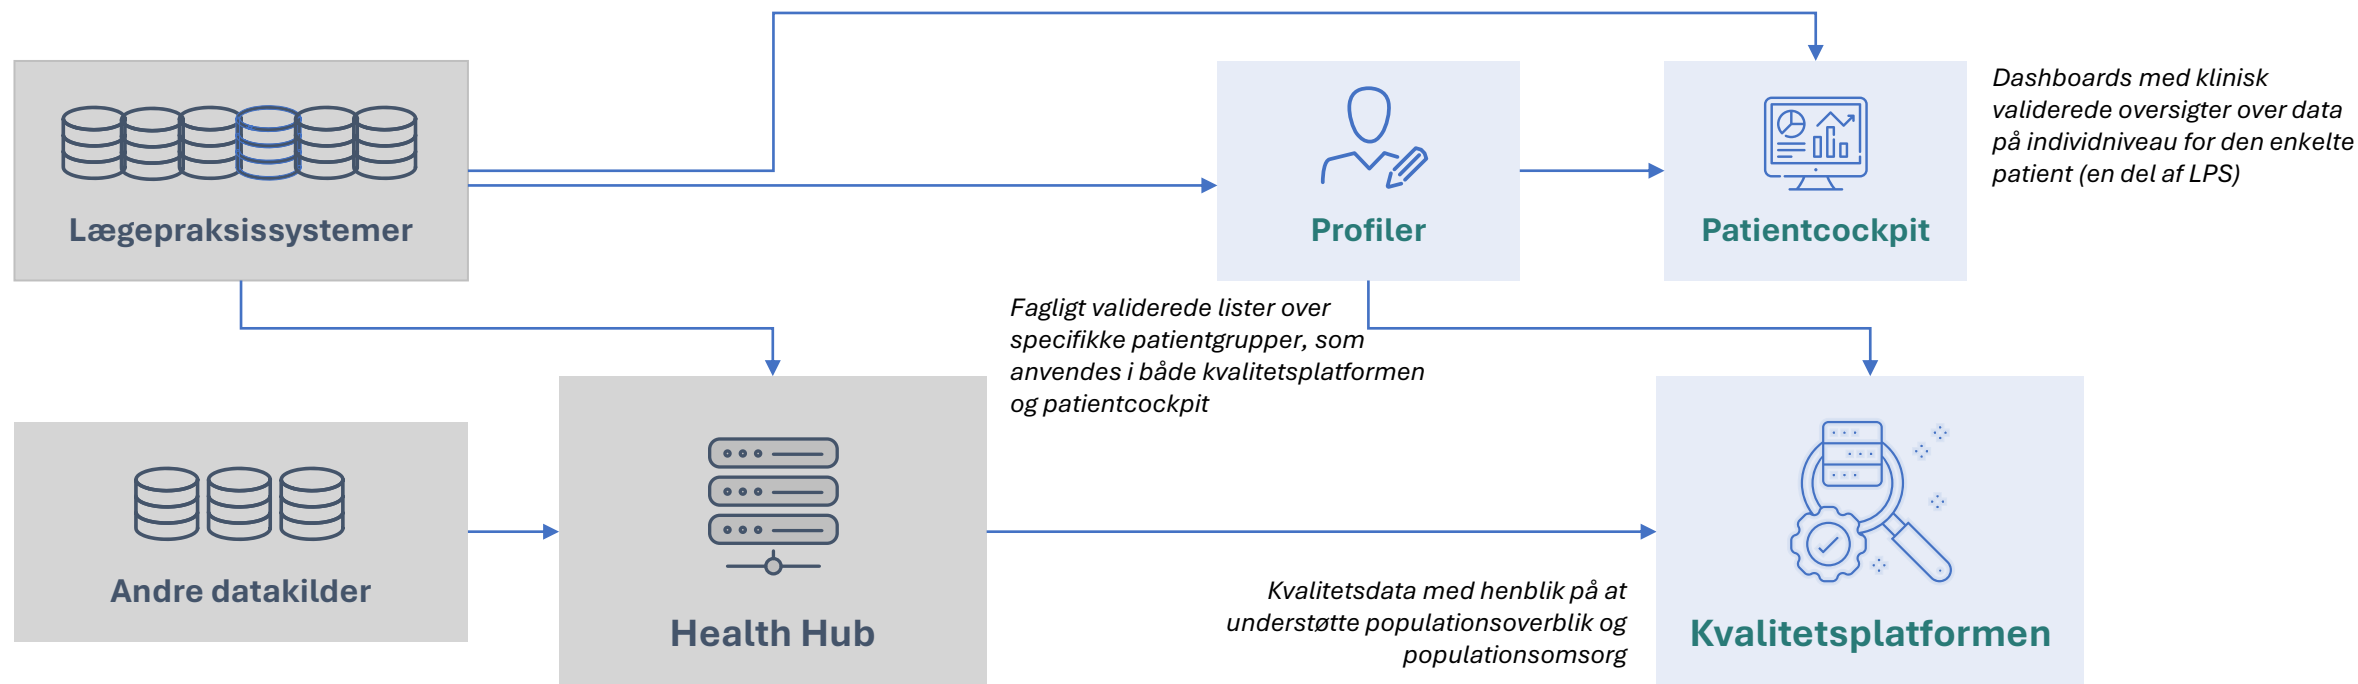 Lægepraksissystemer
Profiler
Patientcockpit
Dashboards med klinisk
validerede oversigter over data
på individniveau for den enkelte
patient (en del af LPS)
Fagligt validerede lister over
specifikke patientgrupper, som
anvendes i både kvalitetsplatformen
og patientcockpit
Andre datakilder
Health Hub
Kvalitetsdata med henblik på at
understøtte populationsoverblik og
populationsomsorg
Kvalitetsplatformen